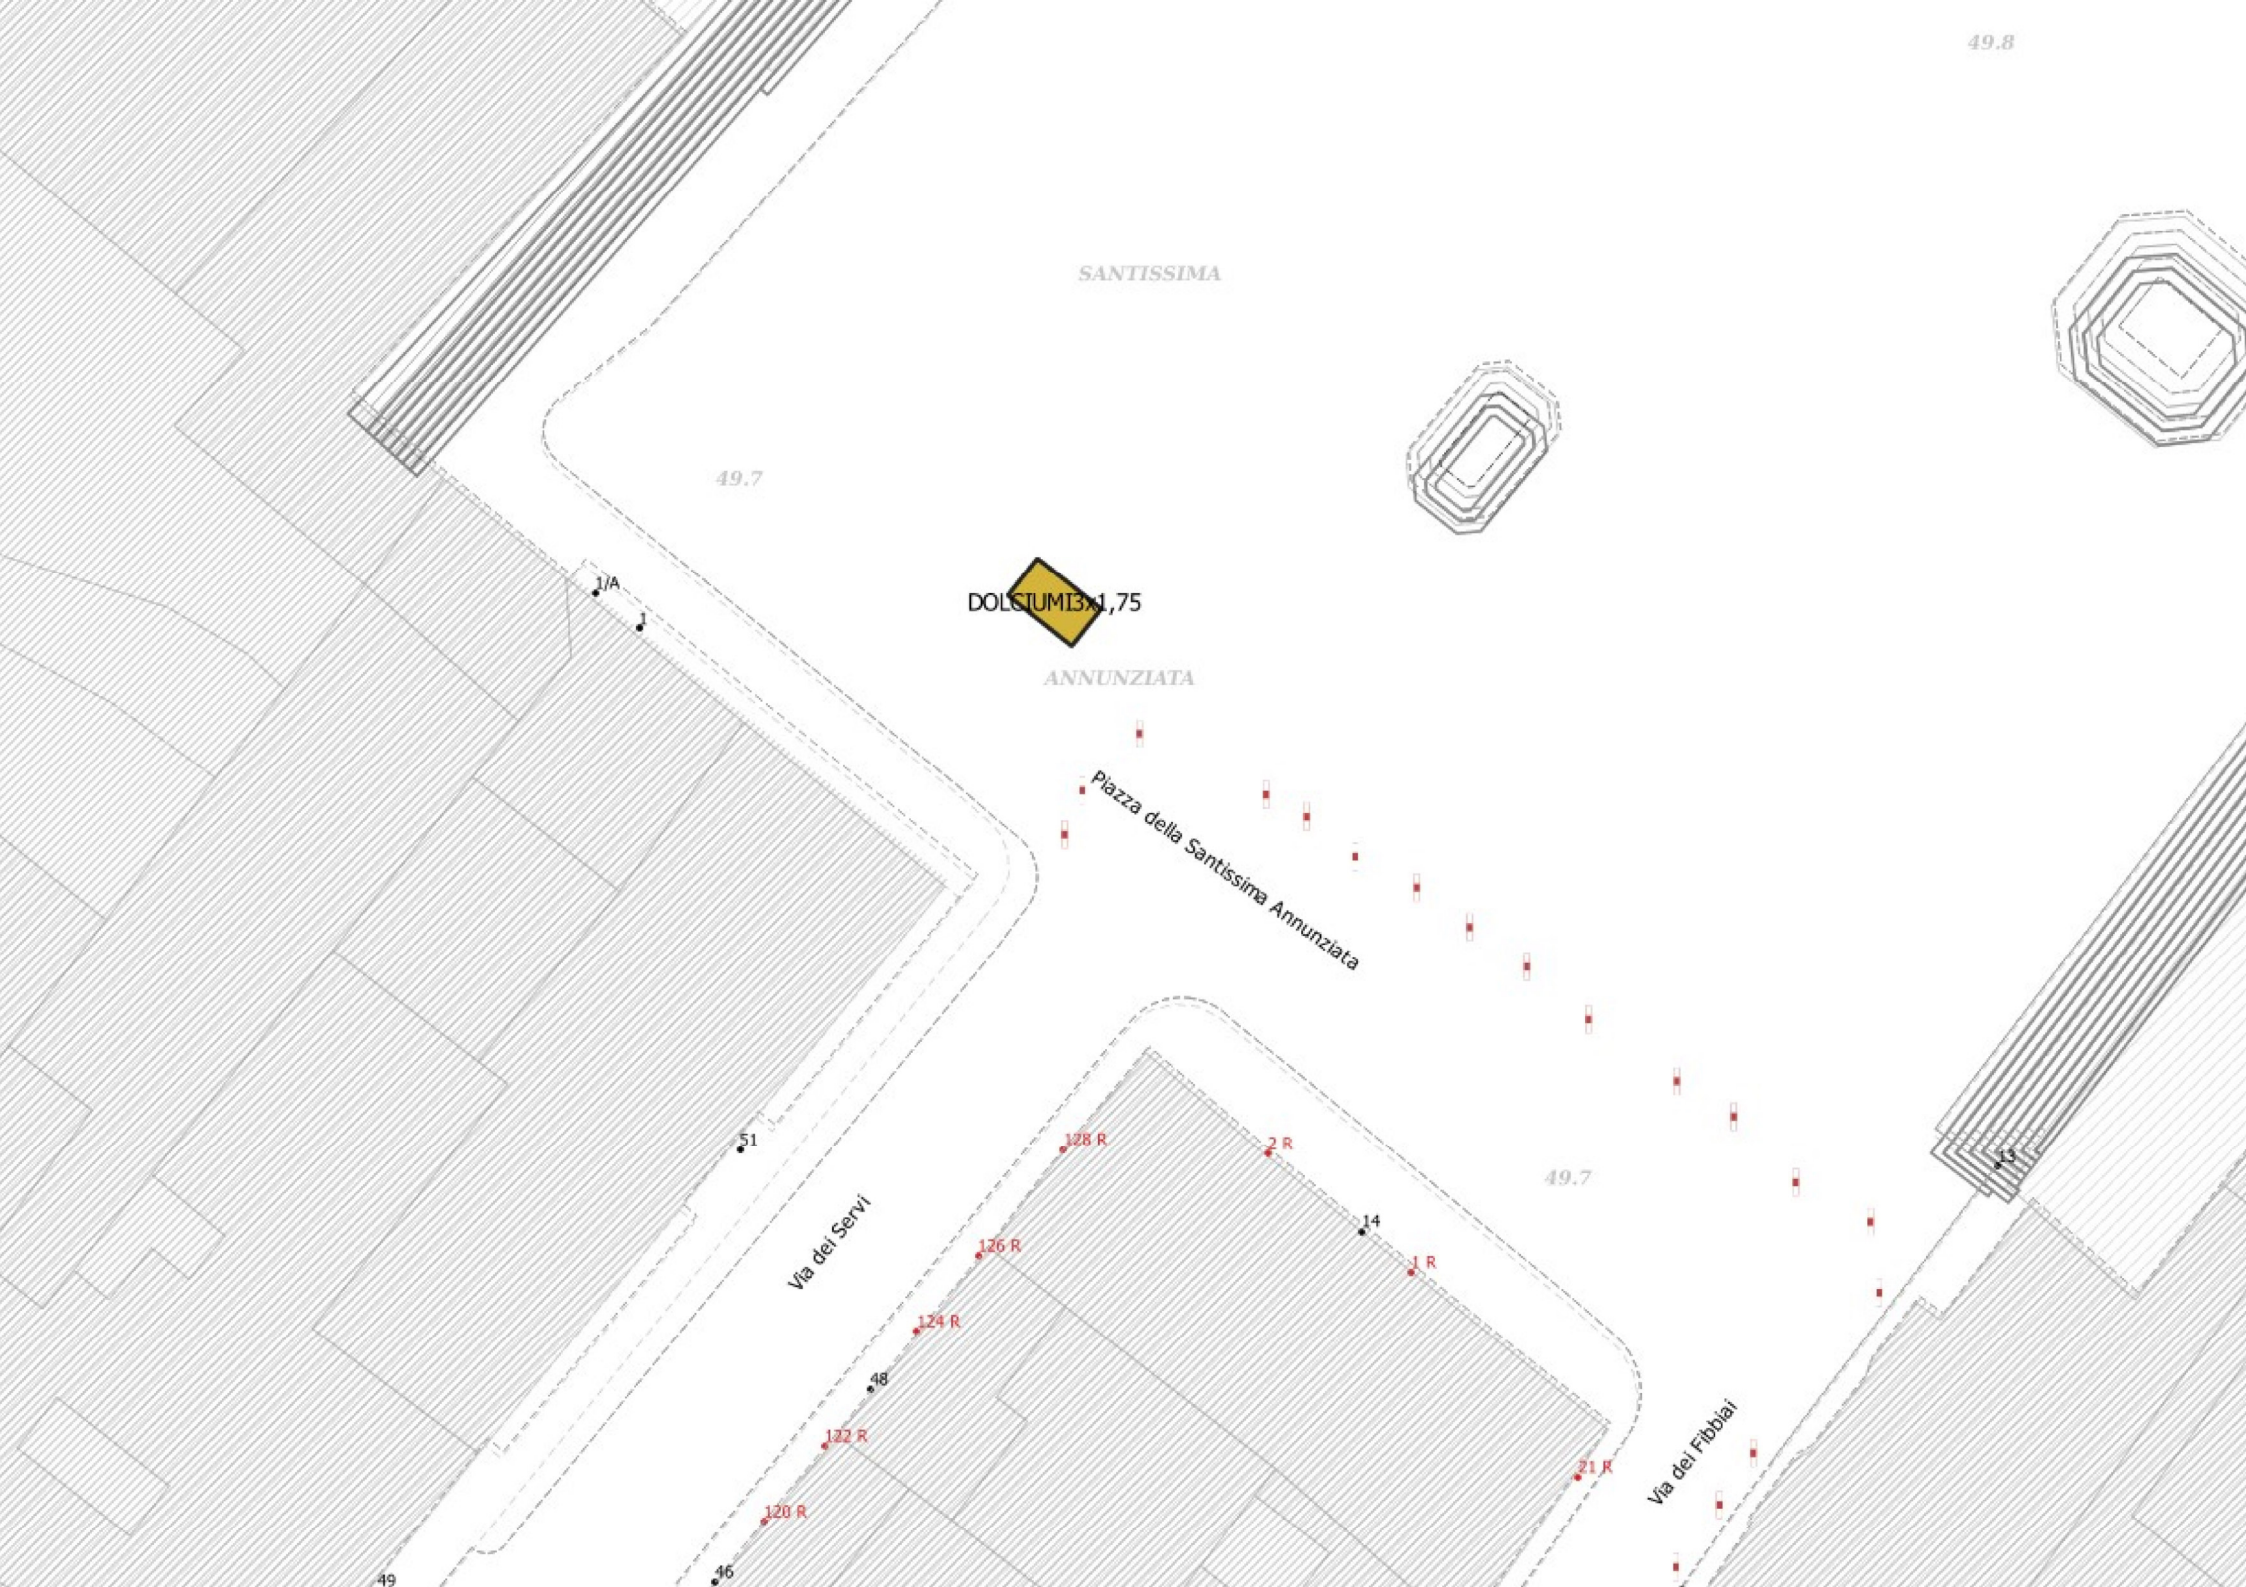 49.8
SANTISSIMA
49.7
1/A
1
DOLCIUMI3x1,75
ANNUNZIATA
Piazza della Santissima Annunziata
51
128 R
2 R
13
49.7
14
126 R
1 R
Via dei Servi
124 R
48
122 R
21 R
Via dei Fibbiai
120 R
46
49